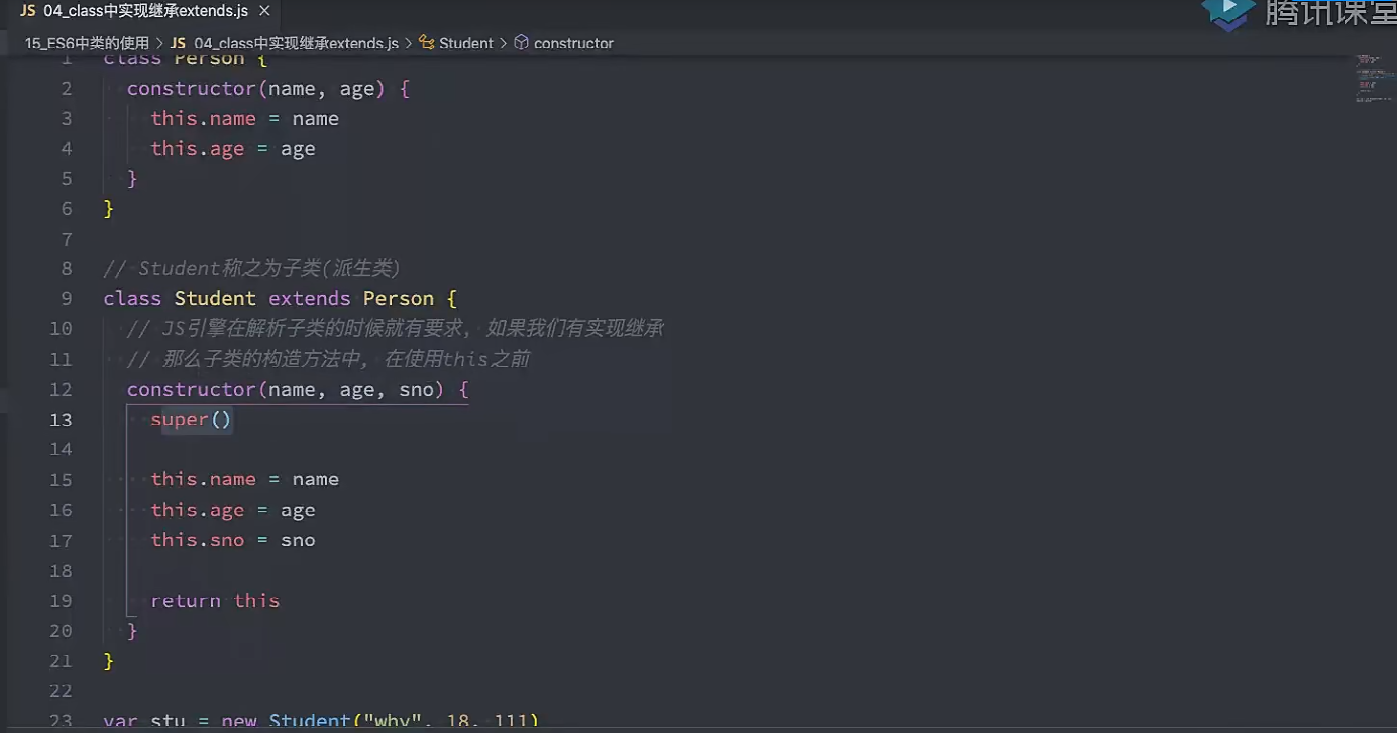 JS 04_class中实现继承extends.js ×
腾讯课堂
15_ES6中类的使用 > JS 04_class中实现继承extends.js > Student > constructor
1 class Person {
2 constructor(name, age) {
3 this.name = name
4 this.age = age
5 }
6 }
7
8 // Student称之为子类(派生类)
9 class Student extends Person {
10 // JS引擎在解析子类的时候就有要求, 如果我们有实现继承
11 // 那么子类的构造方法中, 在使用this之前
12 constructor(name, age, sno) {
13 super()
14
15 this.name = name
16 this.age = age
17 this.sno = sno
18
19 return this
20 }
21 }
22
23 var stu = new Student("why", 18, 111)